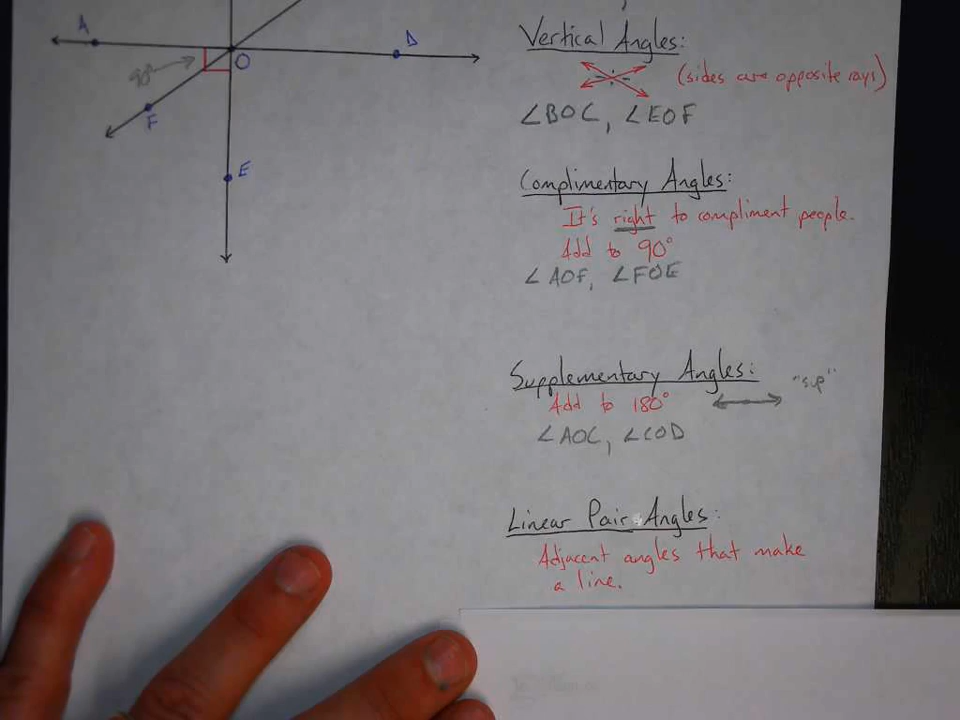 A
D
O
90°
F
E
Vertical Angles:
(sides are opposite rays)
∠BOC, ∠EOF
Complimentary Angles:
It's right to compliment people.
Add to 90°
∠AOF, ∠FOE
Supplementary Angles:
"sup"
Add to 180°
∠AOC, ∠COD
Linear Pair Angles:
Adjacent angles that make
a line.